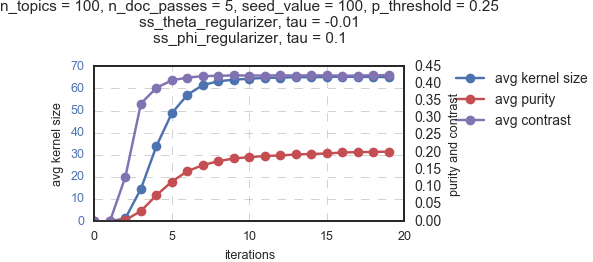 n_topics = 100, n_doc_passes = 5, seed_value = 100, p_threshold = 0.25
ss_theta_regularizer, tau = -0.01
ss_phi_regularizer, tau = 0.1
70
60
50
40
30
20
10
0
avg kernel size
0
5
10
15
20
iterations
0.45
0.40
0.35
0.30
0.25
0.20
0.15
0.10
0.05
0.00
purity and contrast
avg kernel size
avg purity
avg contrast